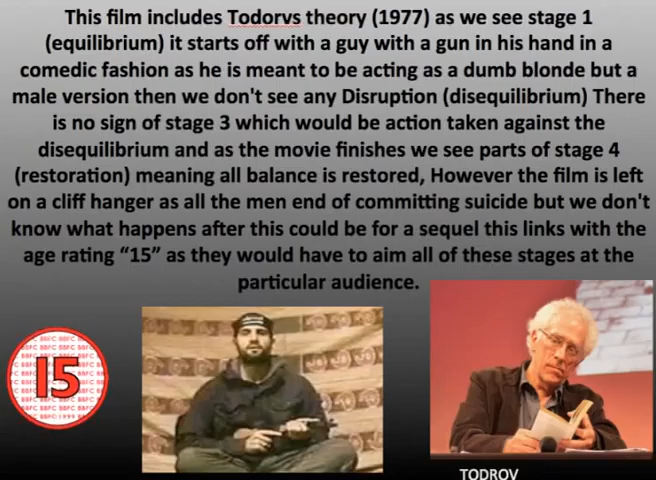 This film includes Todorvs theory (1977) as we see stage 1
(equilibrium) it starts off with a guy with a gun in his hand in a
comedic fashion as he is meant to be acting as a dumb blonde but a
male version then we don't see any Disruption (disequilibrium) There
is no sign of stage 3 which would be action taken against the
disequilibrium and as the movie finishes we see parts of stage 4
(restoration) meaning all balance is restored, However the film is left
on a cliff hanger as all the men end of committing suicide but we don't
know what happens after this could be for a sequel this links with the
age rating “15” as they would have to aim all of these stages at the
particular audience.
15
TODROV